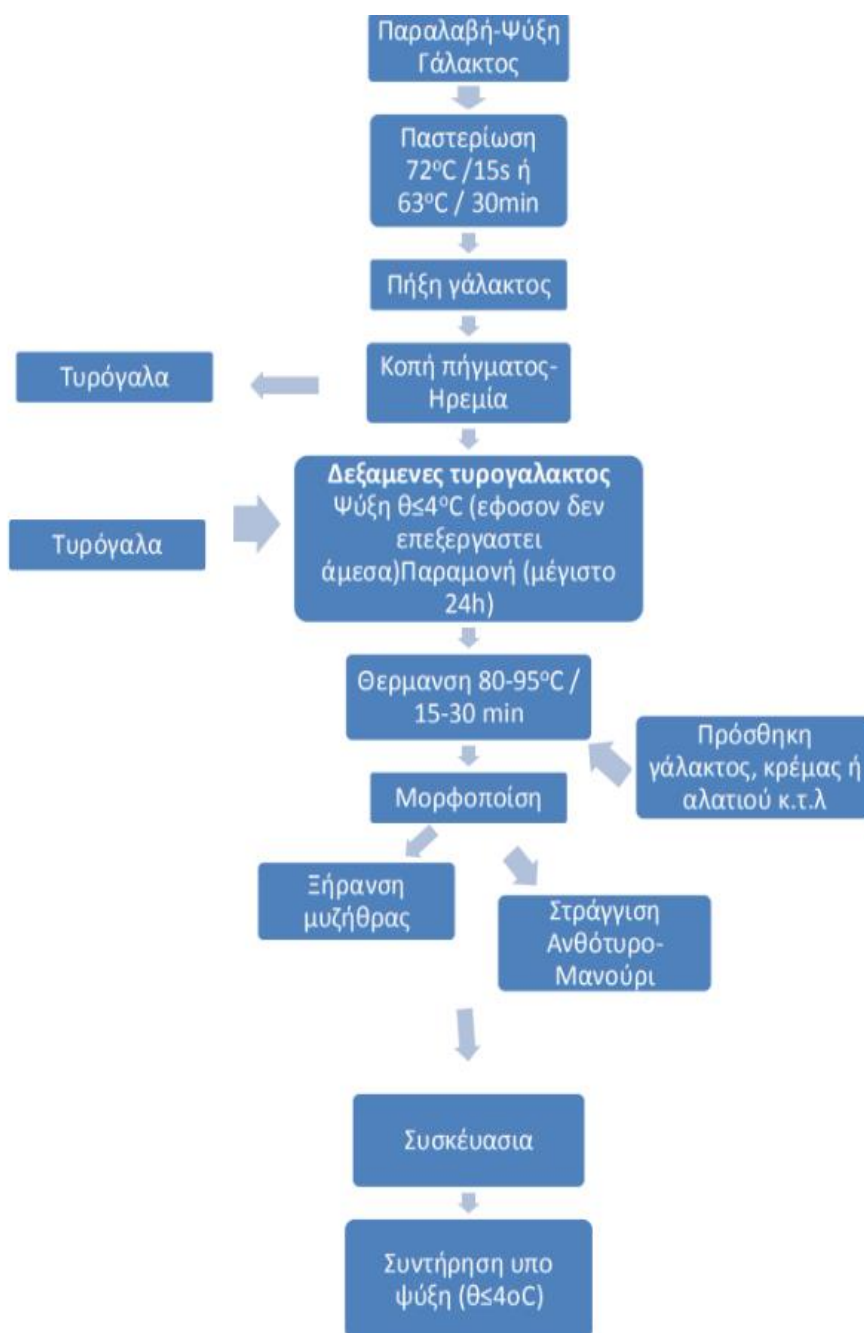 Παραλαβή-Ψύξη
Γάλακτος
Παστερίωση
72°C /15s ή
63°C / 30min
Πήξη γάλακτος
Κοπή πήγματος-
Ηρεμία
Τυρόγαλα
Δεξαμενες τυρογαλακτος
Ψύξη θ≤4°C (εφοσον δεν
επεξεργαστει
άμεσα)Παραμονή (μέγιστο
24h)
Τυρόγαλα
Θερμανση 80-95°C /
15-30 min
Πρόσθηκη
γάλακτος, κρέμας ή
αλατιού κ.τ.λ
Μορφοποίση
Ξήρανση
μυζήθρας
Στράγγιση
Ανθότυρο-
Μανούρι
Συσκέυασια
Συντήρηση υπο
ψύξη (θ≤4οC)